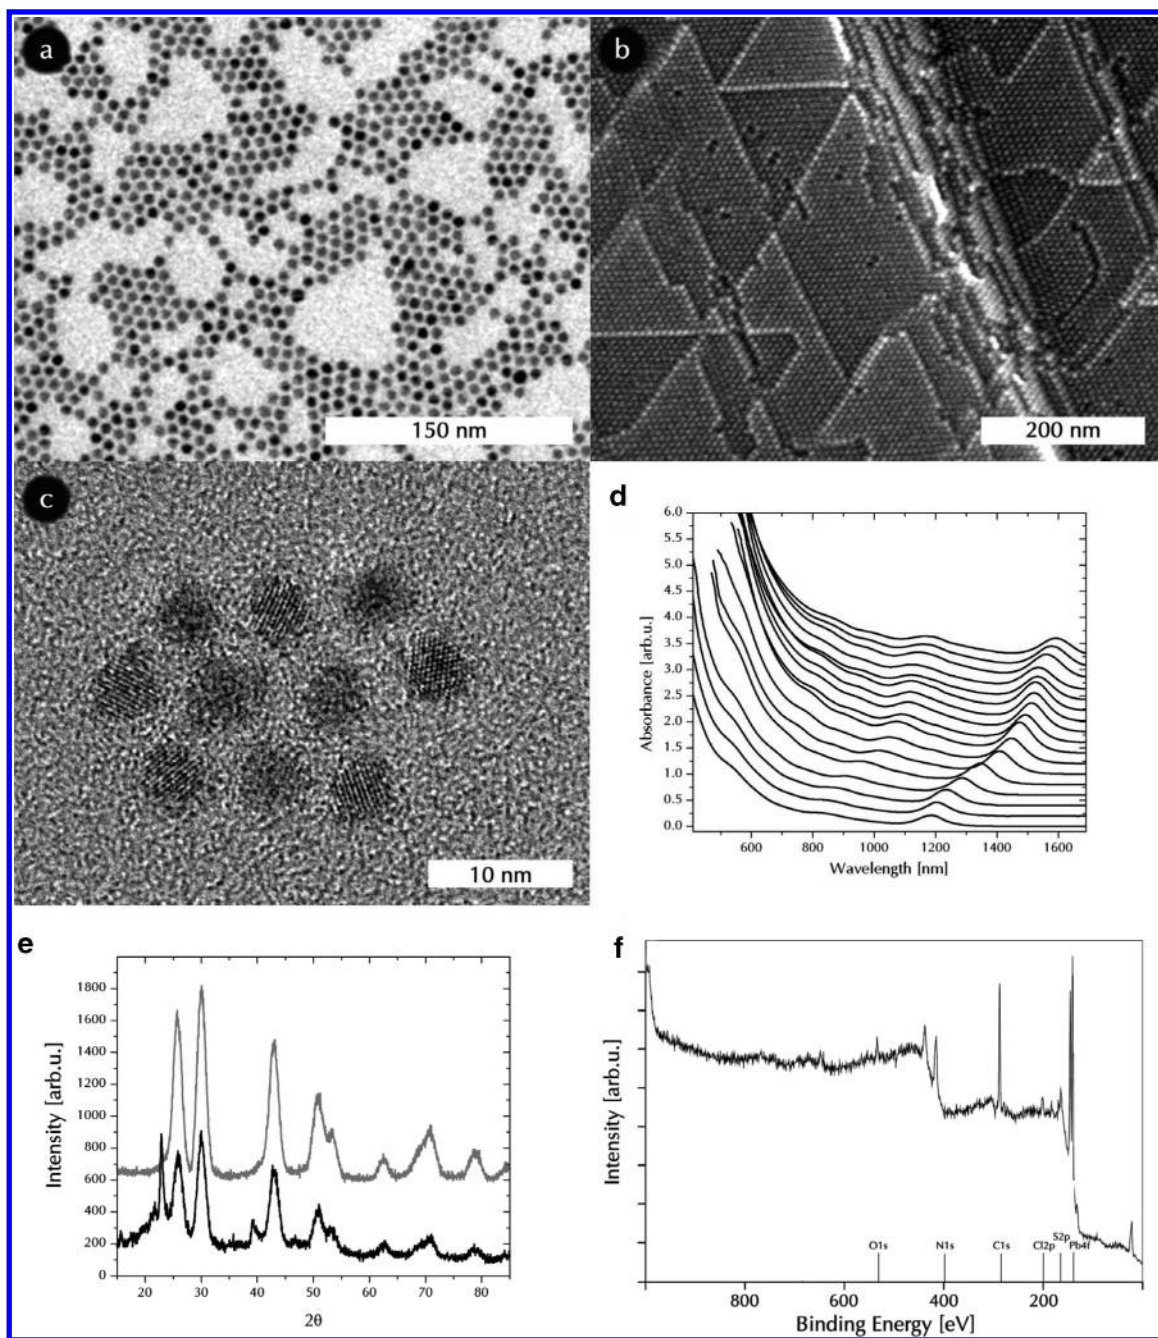 a
150 nm
b
200 nm
c
10 nm
d
6.0
5.5
5.0
4.5
4.0
3.5
3.0
2.5
2.0
1.5
1.0
0.5
0.0
Absorbance [arb.u.]
600 800 1000 1200 1400 1600
Wavelength [nm]
e
1800
1600
1400
1200
1000
800
600
400
200
0
Intensity [arb.u.]
20 30 40 50 60 70 80
2θ
f
Intensity [arb.u.]
O1s N1s C1s Cl2p S2p Pb4f
800 600 400 200
Binding Energy [eV]